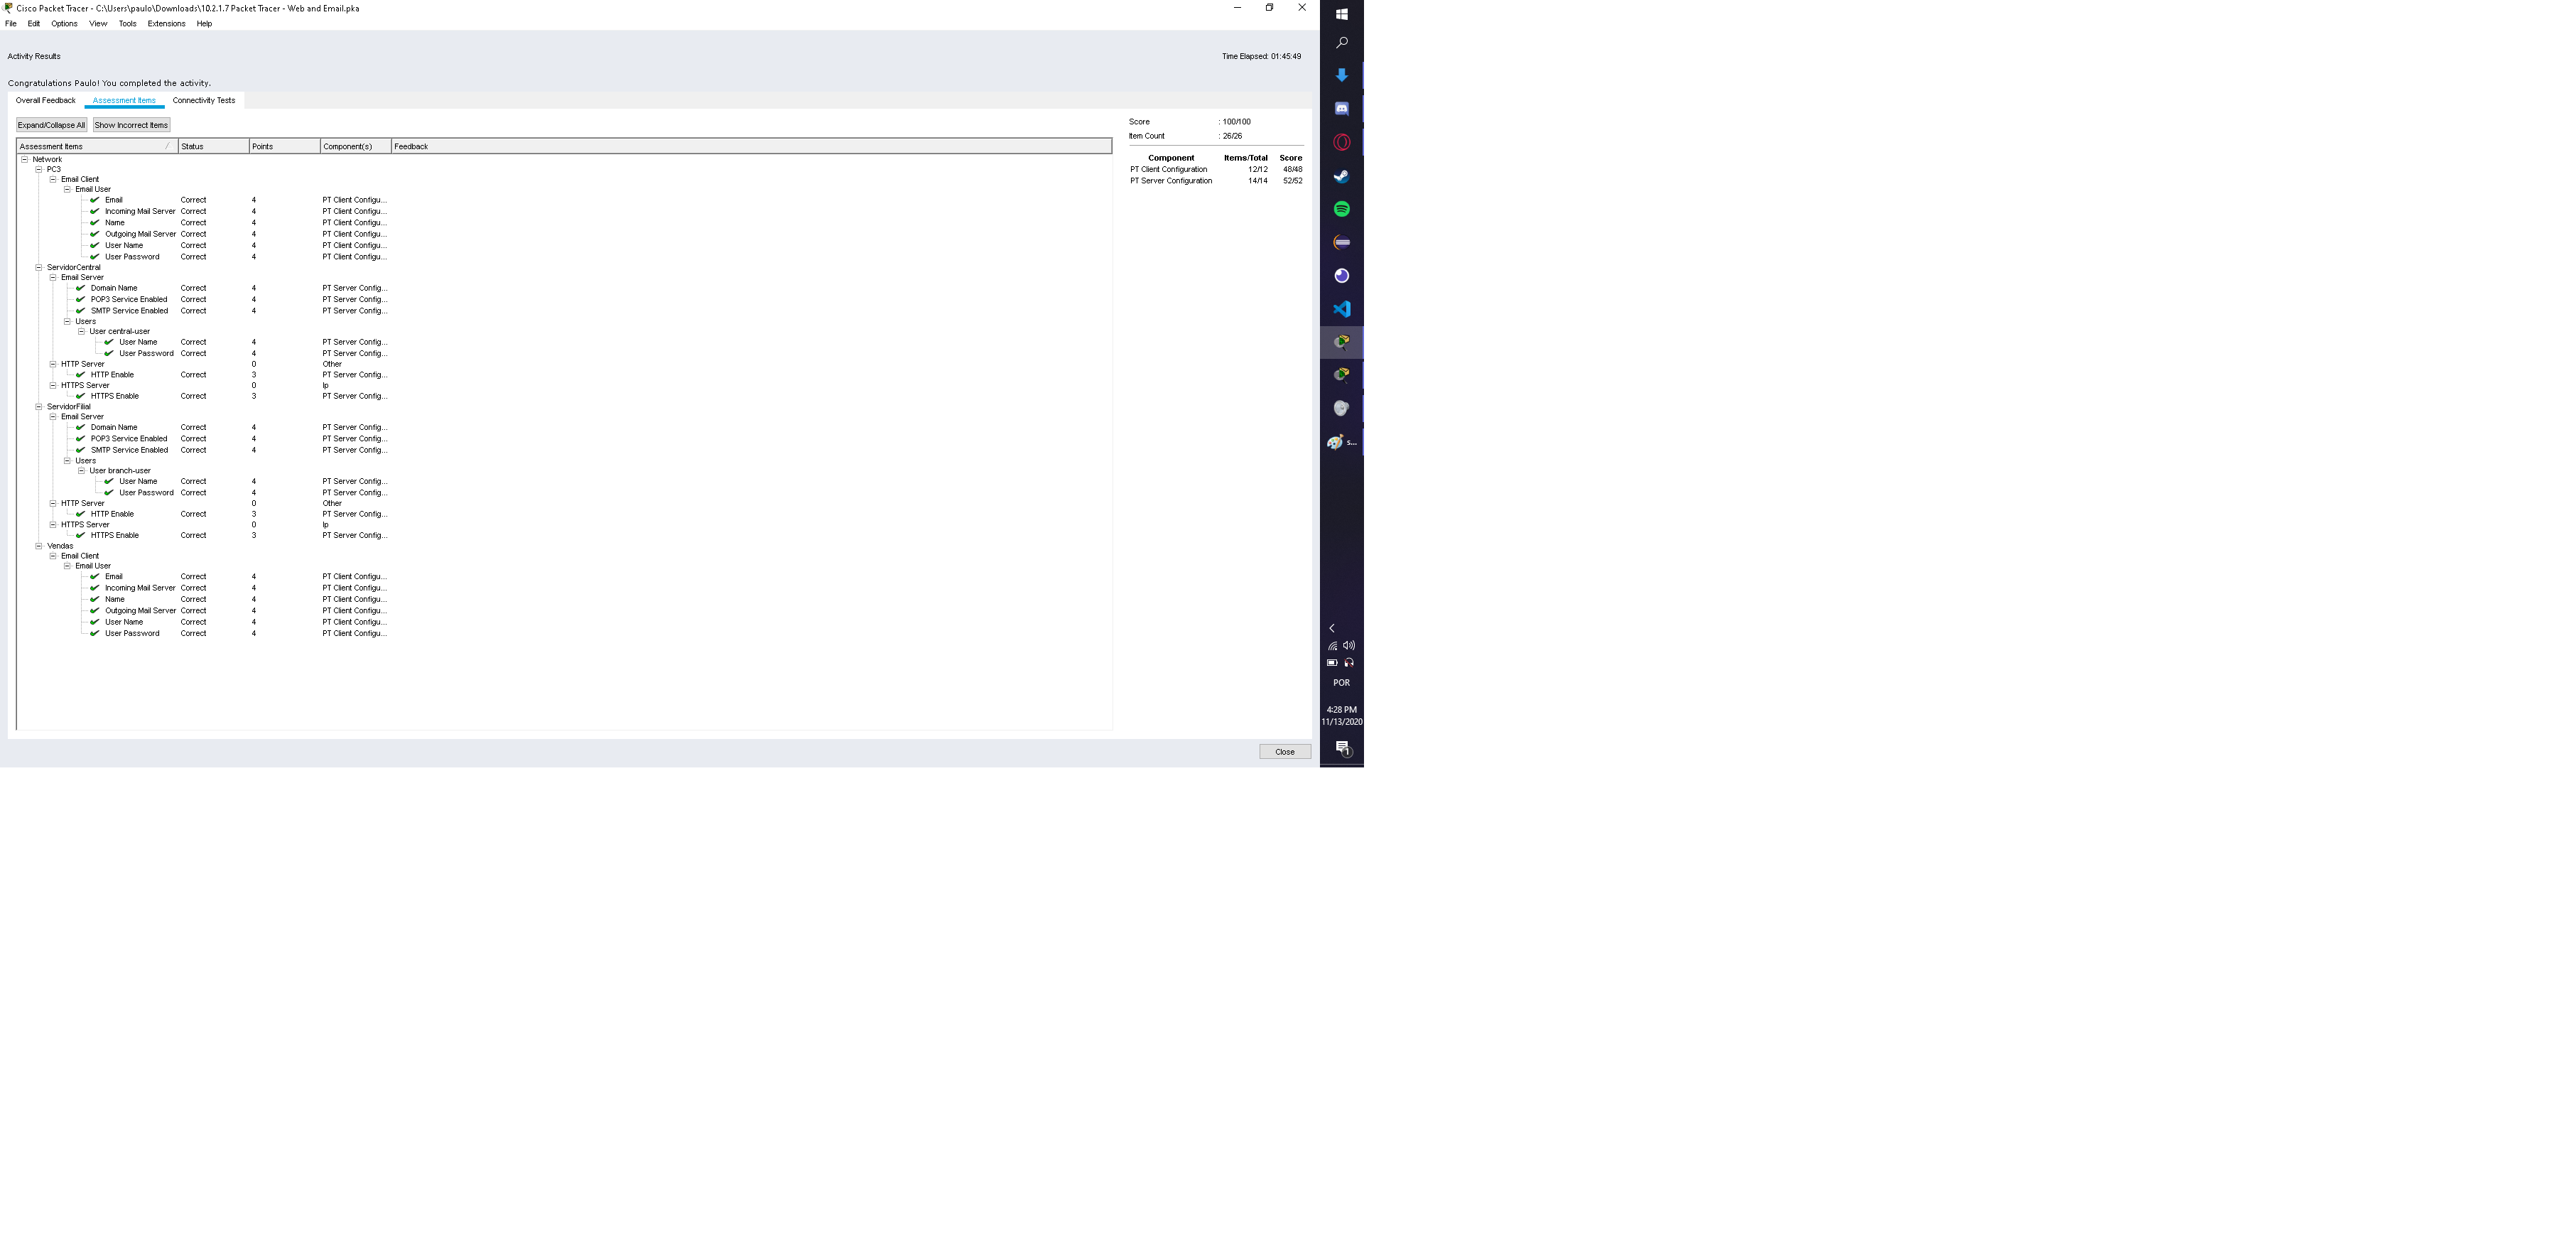 Cisco Packet Tracer - C:\Users\paulo\Downloads\10.2.1.7 Packet Tracer - Web and Email.pka
File Edit Options View Tools Extensions Help
Activity Results
Time Elapsed: 01:45:49
Congratulations Paulo! You completed the activity.
Overall Feedback Assessment Items Connectivity Tests
Expand/Collapse All Show Incorrect Items
Assessment Items Status Points Component(s) Feedback
Network
PC3
Email Client
Email User
Email Correct 4 PT Client Configu...
Incoming Mail Server Correct 4 PT Client Configu...
Name Correct 4 PT Client Configu...
Outgoing Mail Server Correct 4 PT Client Configu...
User Name Correct 4 PT Client Configu...
User Password Correct 4 PT Client Configu...
ServidorCentral
Email Server
Domain Name Correct 4 PT Server Config...
POP3 Service Enabled Correct 4 PT Server Config...
SMTP Service Enabled Correct 4 PT Server Config...
Users
User central-user
User Name Correct 4 PT Server Config...
User Password Correct 4 PT Server Config...
HTTP Server 0 Other
HTTP Enable Correct 3 PT Server Config...
HTTPS Server 0 Ip
HTTPS Enable Correct 3 PT Server Config...
ServidorFilial
Email Server
Domain Name Correct 4 PT Server Config...
POP3 Service Enabled Correct 4 PT Server Config...
SMTP Service Enabled Correct 4 PT Server Config...
Users
User branch-user
User Name Correct 4 PT Server Config...
User Password Correct 4 PT Server Config...
HTTP Server 0 Other
HTTP Enable Correct 3 PT Server Config...
HTTPS Server 0 Ip
HTTPS Enable Correct 3 PT Server Config...
Vendas
Email Client
Email User
Email Correct 4 PT Client Configu...
Incoming Mail Server Correct 4 PT Client Configu...
Name Correct 4 PT Client Configu...
Outgoing Mail Server Correct 4 PT Client Configu...
User Name Correct 4 PT Client Configu...
User Password Correct 4 PT Client Configu...
Score : 100/100
Item Count : 26/26
Component Items/Total Score
PT Client Configuration 12/12 48/48
PT Server Configuration 14/14 52/52
Close
s...
POR
4:28 PM
11/13/2020
1